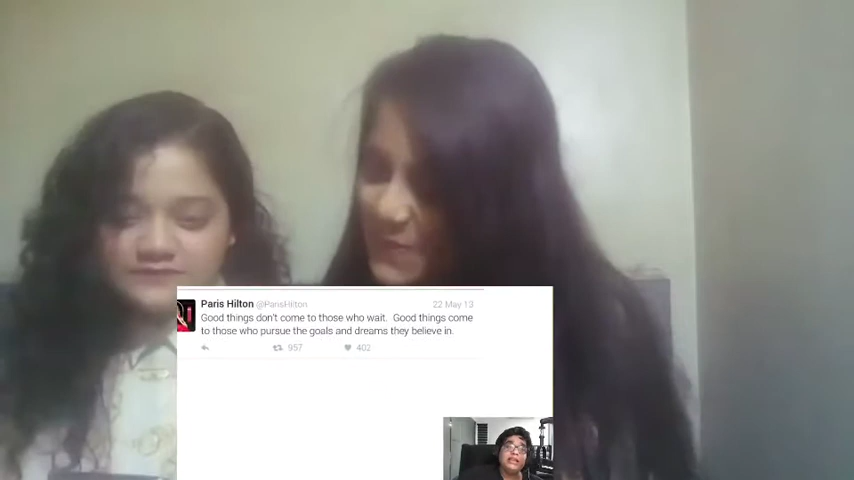 Paris Hilton @ParisHilton 22 May 13
Good things don't come to those who wait. Good things come
to those who pursue the goals and dreams they believe in.
957 402